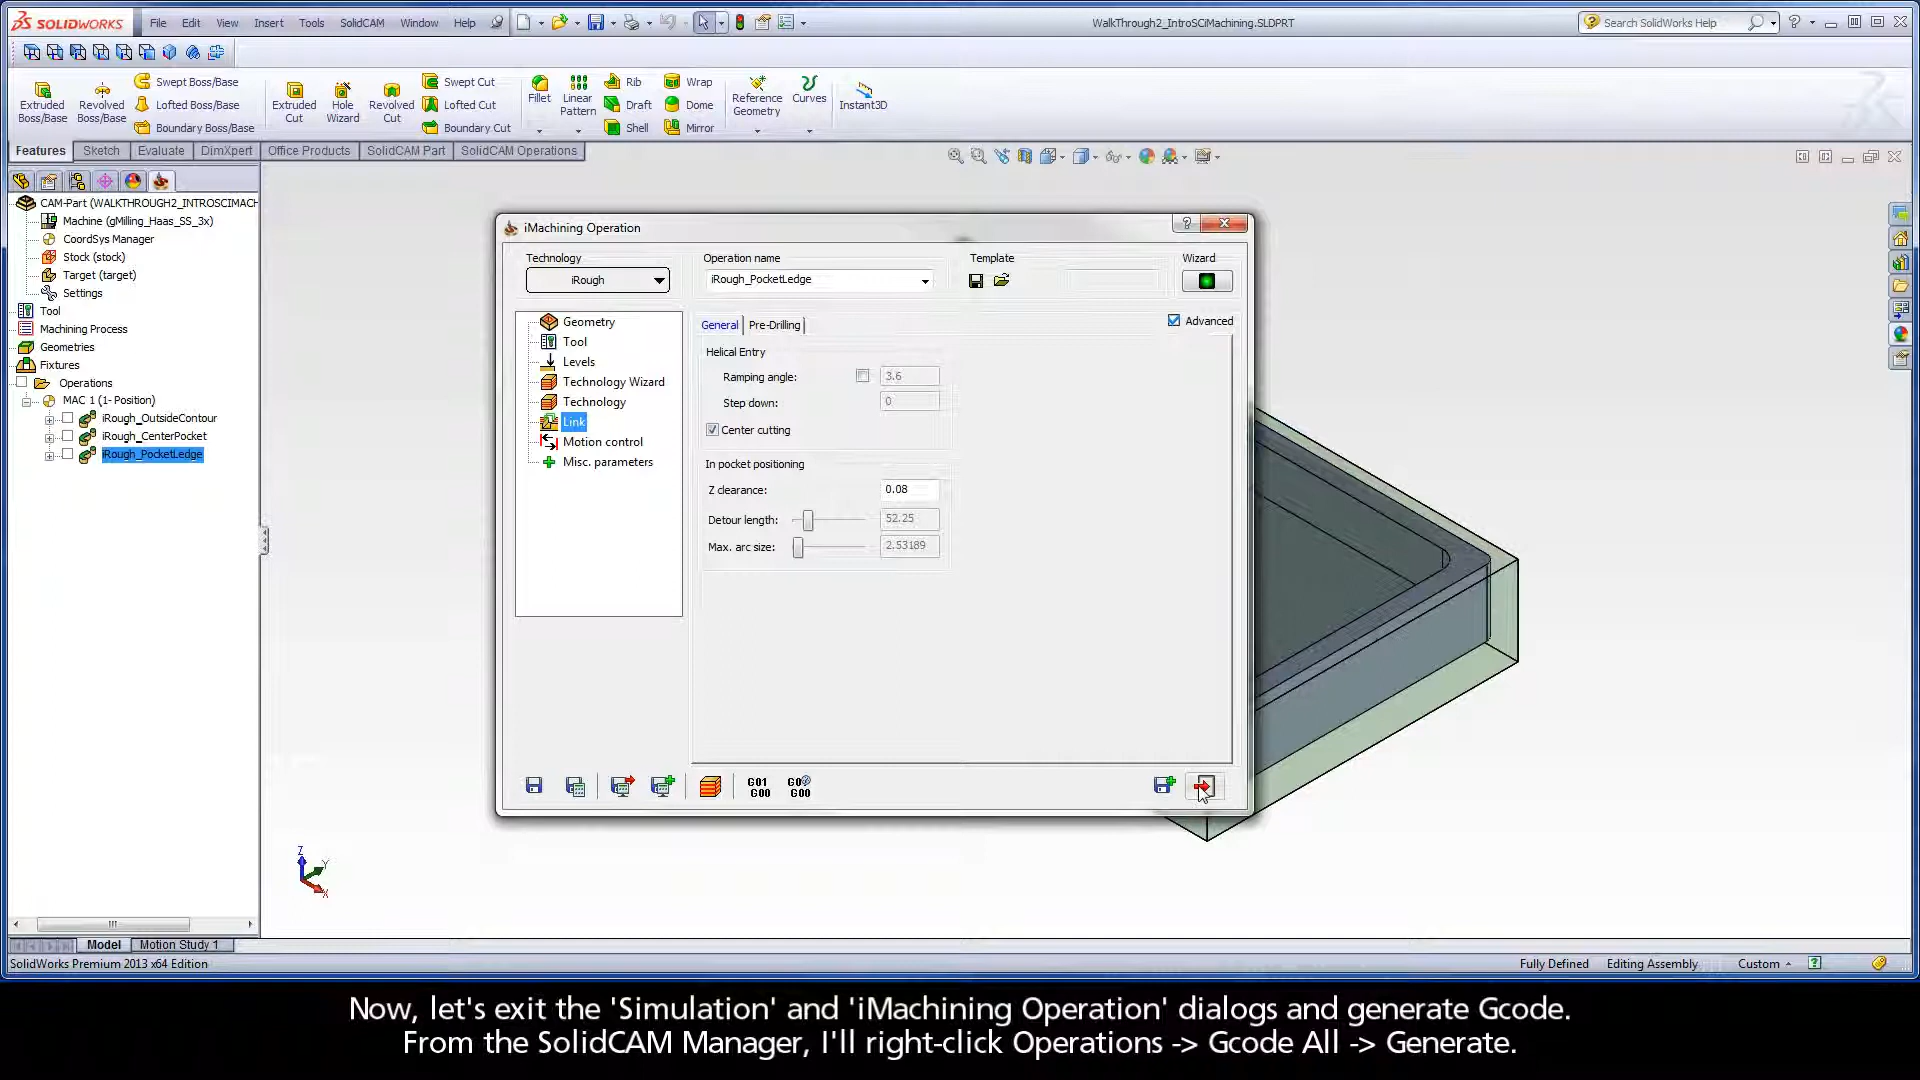 SOLIDWORKS File Edit View Insert Tools SolidCAM Window Help WalkThrough2_IntroSCiMachining.SLDPRT Search SolidWorks Help
Extruded Boss/Base
Revolved Boss/Base
Swept Boss/Base
Lofted Boss/Base
Boundary Boss/Base
Extruded Cut
Hole Wizard
Revolved Cut
Swept Cut
Lofted Cut
Boundary Cut
Fillet
Linear Pattern
Rib
Draft
Shell
Wrap
Dome
Mirror
Reference Geometry
Curves
Instant3D
Features Sketch Evaluate DimXpert Office Products SolidCAM Part SolidCAM Operations
CAM-Part (WALKTHROUGH2_INTROSCIMACH
Machine (gMilling_Haas_SS_3x)
CoordSys Manager
Stock (stock)
Target (target)
Settings
Tool
Machining Process
Geometries
Fixtures
Operations
MAC 1 (1- Position)
iRough_OutsideContour
iRough_CenterPocket
iRough_PocketLedge
iMachining Operation
Technology
iRough
Operation name
iRough_PocketLedge
Template
Wizard
Geometry
Tool
Levels
Technology Wizard
Technology
Link
Motion control
Misc. parameters
General Pre-Drilling
Advanced
Helical Entry
Ramping angle: 3.6
Step down: 0
Center cutting
In pocket positioning
Z clearance: 0.08
Detour length: 52.25
Max. arc size: 2.53189
G01 G00
G00 G00
Z
Y
X
Model Motion Study 1
SolidWorks Premium 2013 x64 Edition Fully Defined Editing Assembly Custom
Now, let's exit the 'Simulation' and 'iMachining Operation' dialogs and generate Gcode.
From the SolidCAM Manager, I'll right-click Operations -> Gcode All -> Generate.